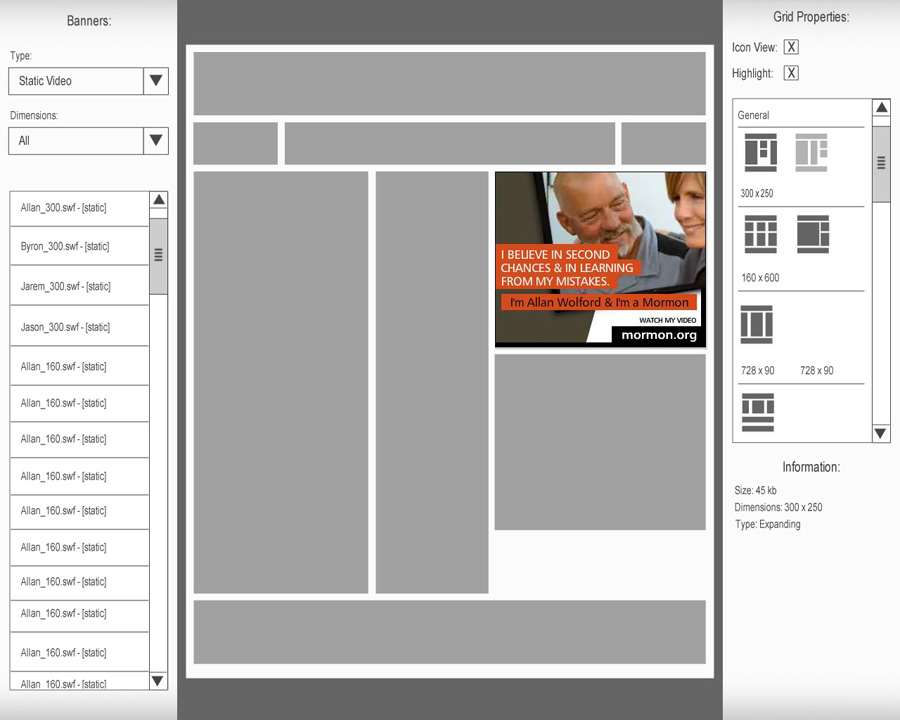 Banners:
Type:
Static Video
Dimensions:
All
Allan_300.swf - [static]
Byron_300.swf - [static]
Jarem_300.swf - [static]
Jason_300.swf - [static]
Allan_160.swf - [static]
Allan_160.swf - [static]
Allan_160.swf - [static]
Allan_160.swf - [static]
Allan_160.swf - [static]
Allan_160.swf - [static]
Allan_160.swf - [static]
Allan_160.swf - [static]
Allan_160.swf - [static]
Allan_160.swf - [static]
I BELIEVE IN SECOND
CHANCES & IN LEARNING
FROM MY MISTAKES.
I'm Allan Wolford & I'm a Mormon
WATCH MY VIDEO
mormon.org
Grid Properties:
Icon View: X
Highlight: X
General
300 x 250
160 x 600
728 x 90 728 x 90
Information:
Size: 45 kb
Dimensions: 300 x 250
Type: Expanding